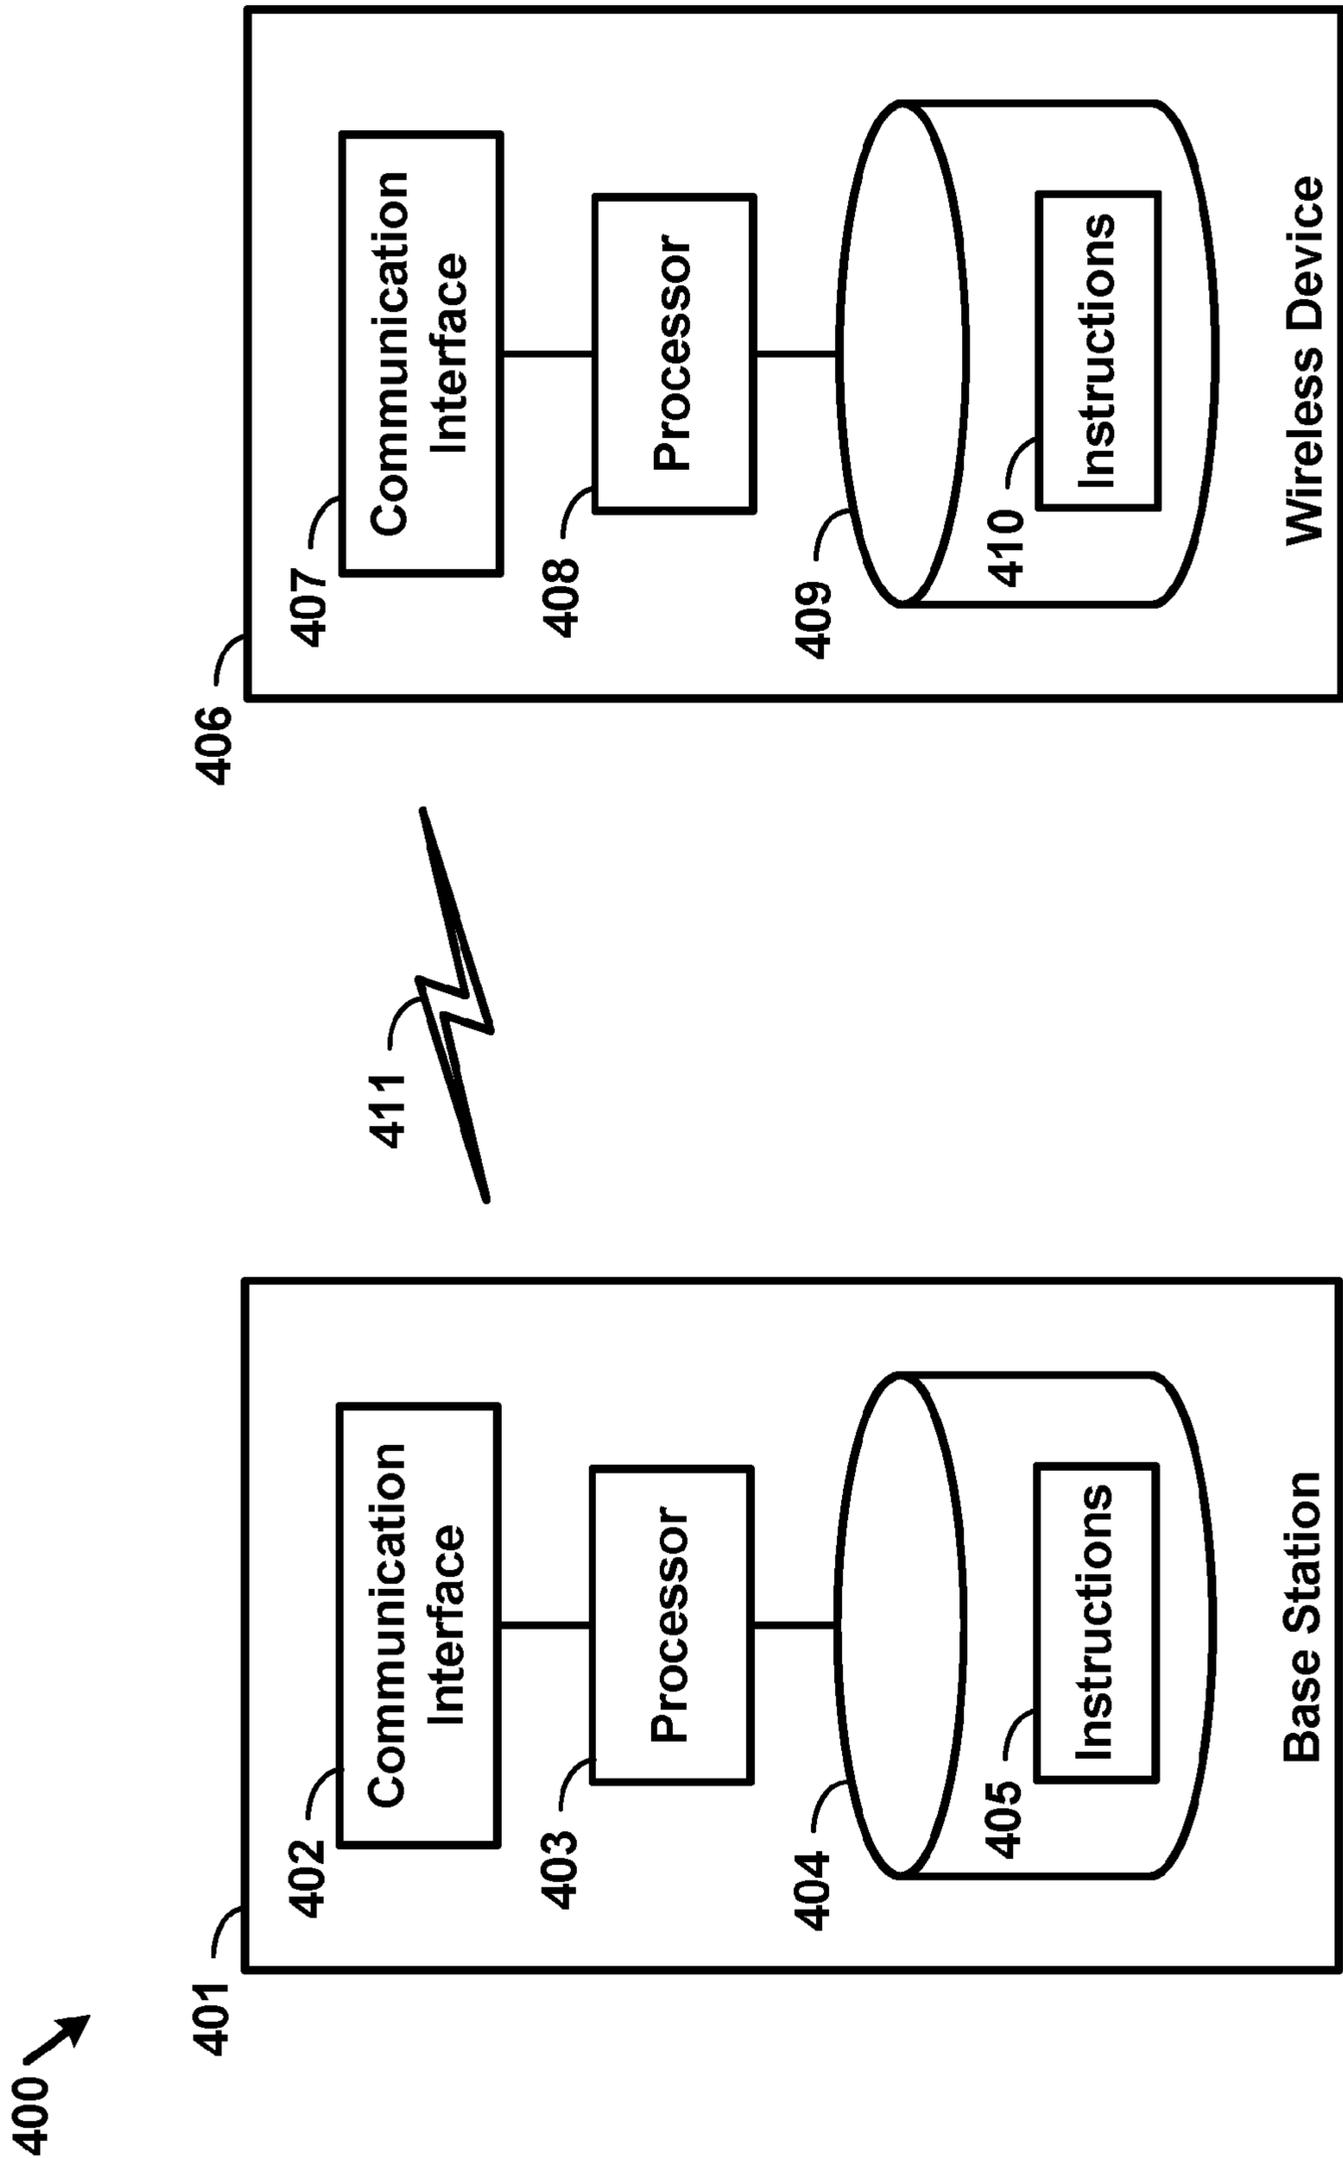 400
401
402
Communication
Interface
403
Processor
404
405
Instructions
Base Station
411
406
407
Communication
Interface
408
Processor
409
410
Instructions
Wireless Device